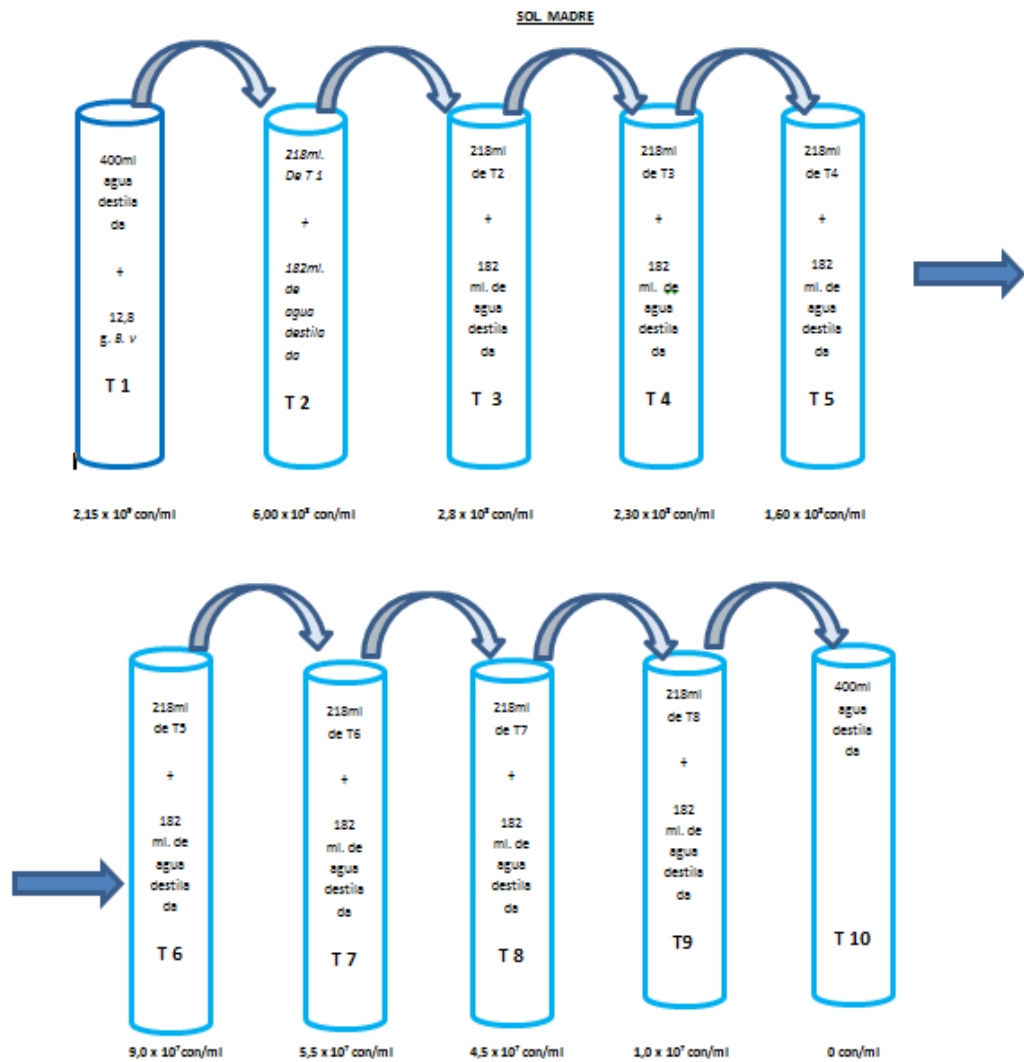 SOL. MADRE
400ml
agua
destila
da
+
12,8
g. B. v
T 1
218ml.
De T 1
+
182ml.
de
agua
destila
da
T 2
218ml
de T2
+
182
ml. de
agua
destila
da
T 3
218ml
de T3
+
182
ml. de
agua
destila
da
T 4
218ml
de T4
+
182
ml. de
agua
destila
da
T 5
2,15 x 10⁹ con/ml
6,00 x 10⁸ con/ml
2,8 x 10⁸ con/ml
2,30 x 10⁸ con/ml
1,60 x 10⁸ con/ml
218ml
de T5
+
182
ml. de
agua
destila
da
T 6
218ml
de T6
+
182
ml. de
agua
destila
da
T 7
218ml
de T7
+
182
ml. de
agua
destila
da
T 8
218ml
de T8
+
182
ml. de
agua
destila
da
T9
400ml
agua
destila
da
T 10
9,0 x 10⁷ con/ml
5,5 x 10⁷ con/ml
4,5 x 10⁷ con/ml
1,0 x 10⁷ con/ml
0 con/ml